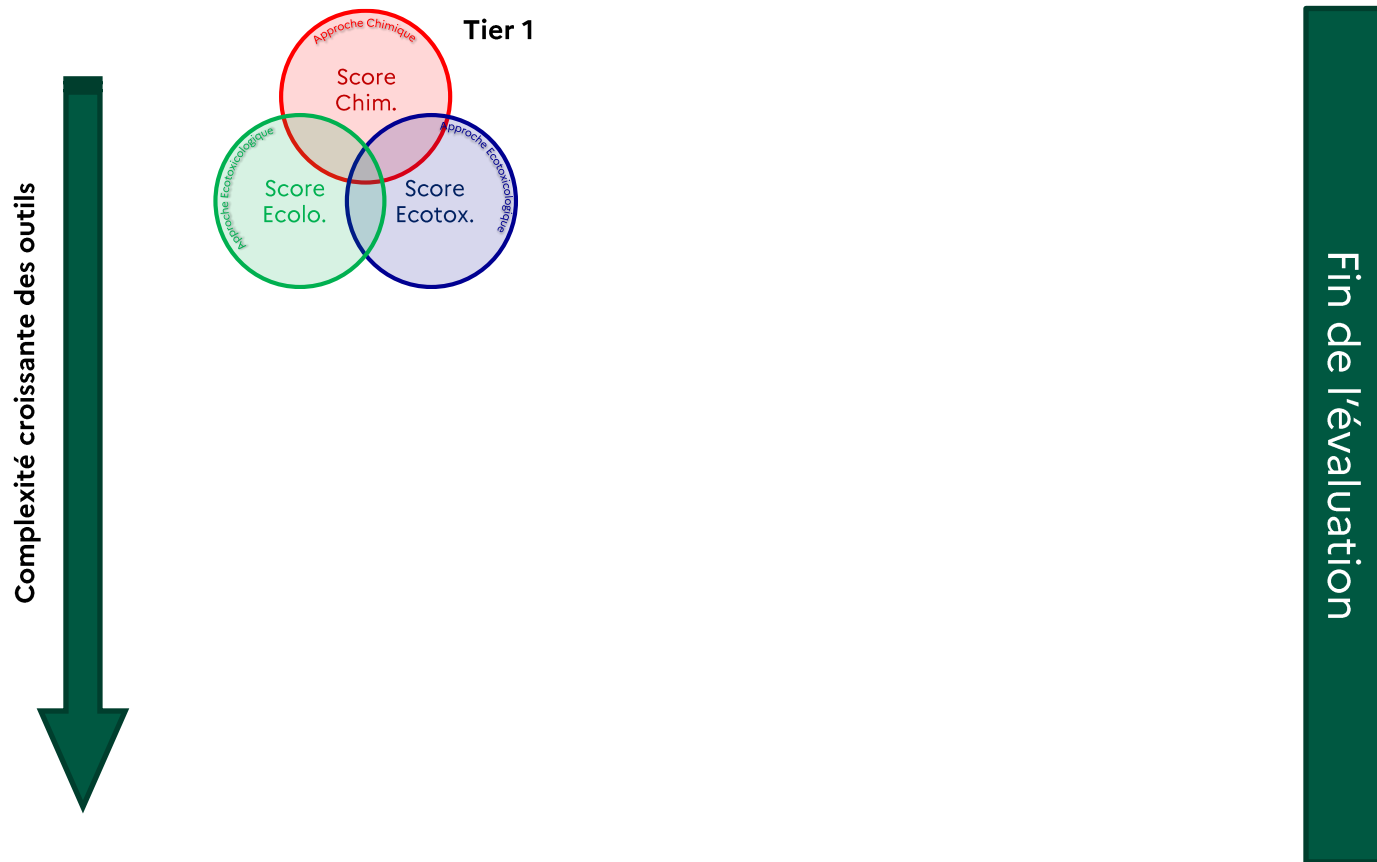 Tier 1
Approche Chimique
Score
Chim.
Approche Ecotoxicologique
Score
Ecolo.
Approche Ecotoxicologique
Score
Ecotox.
Complexité croissante des outils
Fin de l’évaluation